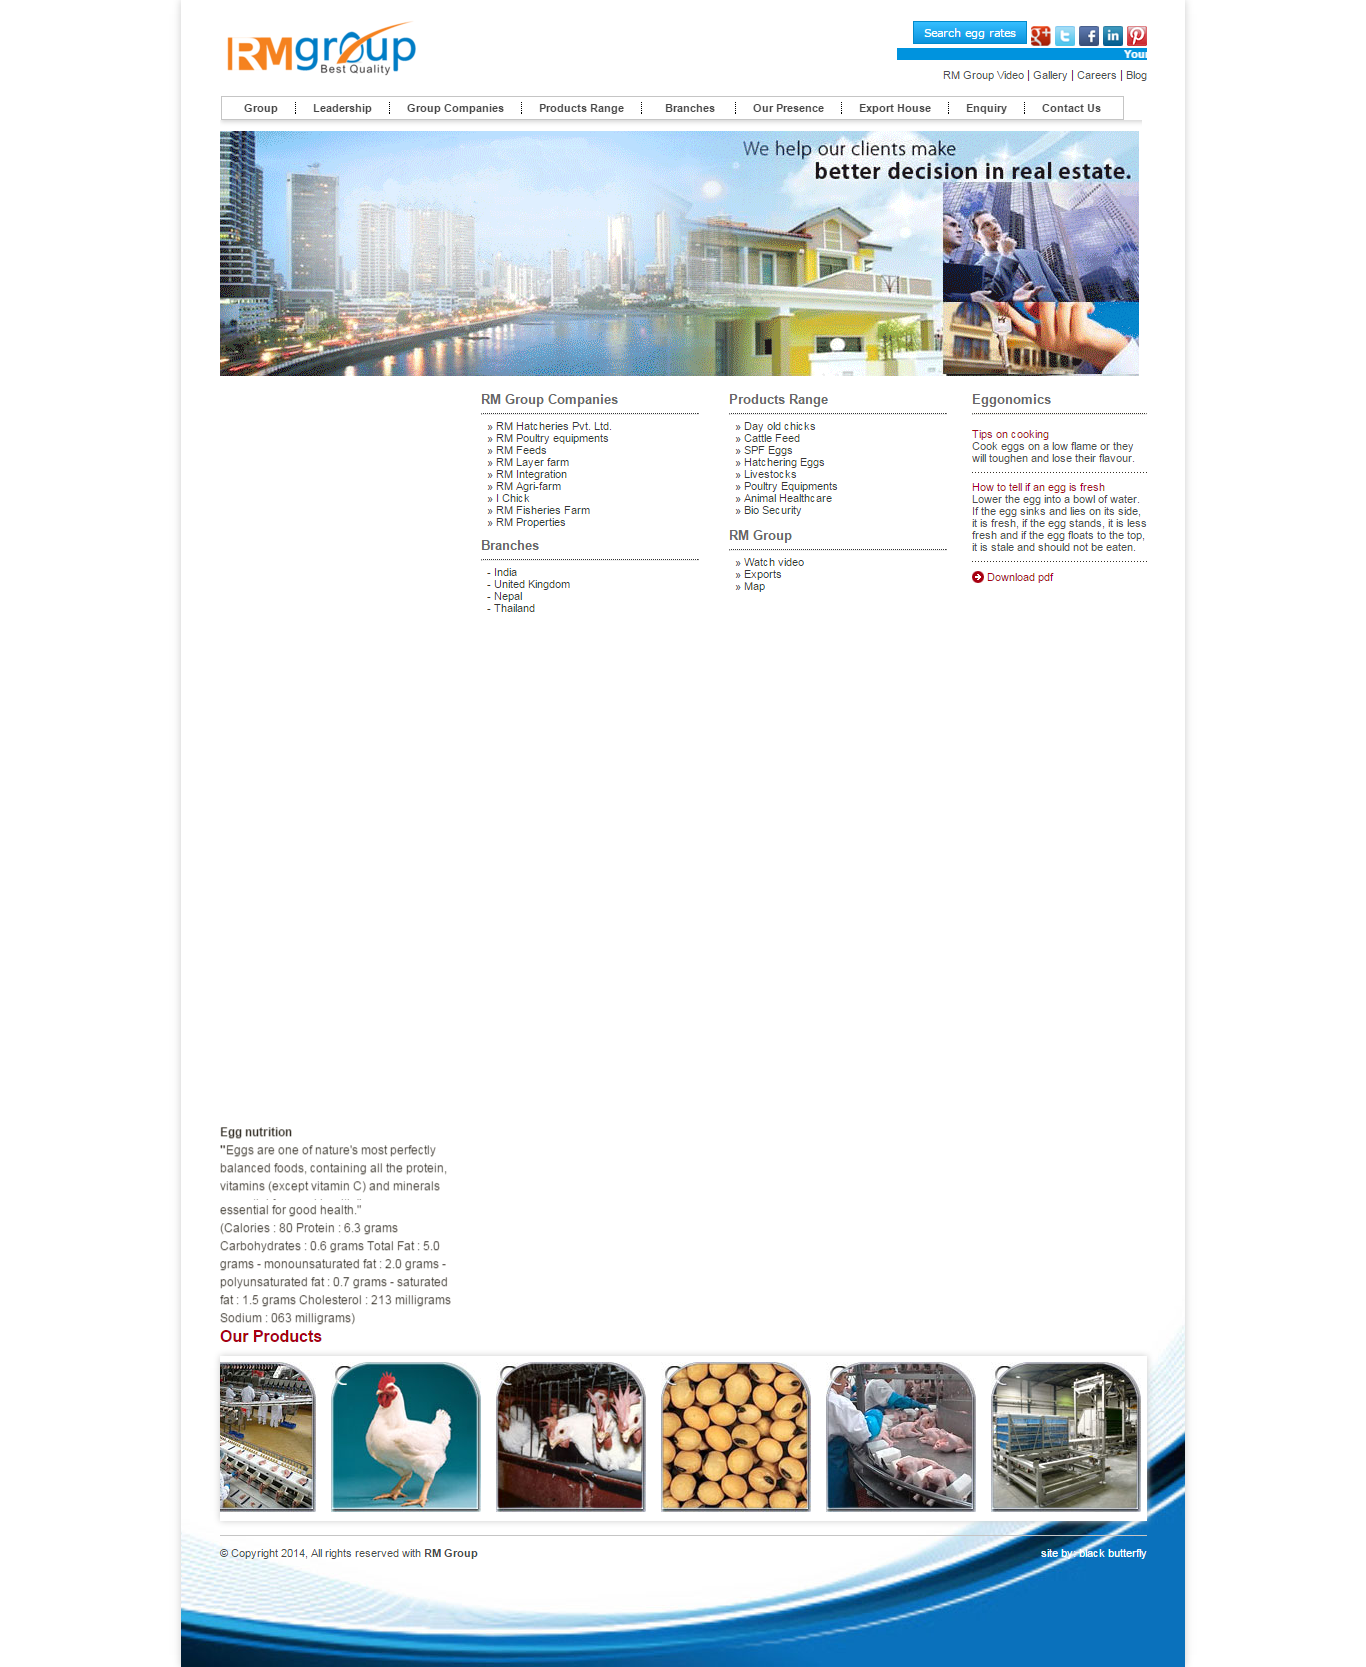 RMgroup
Best Quality
Search egg rates
RM Group Video | Gallery | Careers | Blog
Group
Leadership
Group Companies
Products Range
Branches
Our Presence
Export House
Enquiry
Contact Us
We help our clients make
better decision in real estate.
RM Group Companies
» RM Hatcheries Pvt. Ltd.
» RM Poultry equipments
» RM Feeds
» RM Layer farm
» RM Integration
» RM Agri-farm
» I Chick
» RM Fisheries Farm
» RM Properties
Branches
- India
- United Kingdom
- Nepal
- Thailand
Products Range
» Day old chicks
» Cattle Feed
» SPF Eggs
» Hatchering Eggs
» Livestocks
» Poultry Equipments
» Animal Healthcare
» Bio Security
RM Group
» Watch video
» Exports
» Map
Eggonomics
Tips on cooking
Cook eggs on a low flame or they
will toughen and lose their flavour.
How to tell if an egg is fresh
Lower the egg into a bowl of water.
If the egg sinks and lies on its side,
it is fresh, if the egg stands, it is less
fresh and if the egg floats to the top,
it is stale and should not be eaten.
Download pdf
Egg nutrition
"Eggs are one of nature's most perfectly
balanced foods, containing all the protein,
vitamins (except vitamin C) and minerals
essential for good health."
(Calories : 80 Protein : 6.3 grams
Carbohydrates : 0.6 grams Total Fat : 5.0
grams - monounsaturated fat : 2.0 grams -
polyunsaturated fat : 0.7 grams - saturated
fat : 1.5 grams Cholesterol : 213 milligrams
Sodium : 063 milligrams)
Our Products
© Copyright 2014, All rights reserved with RM Group
site by: black butterfly